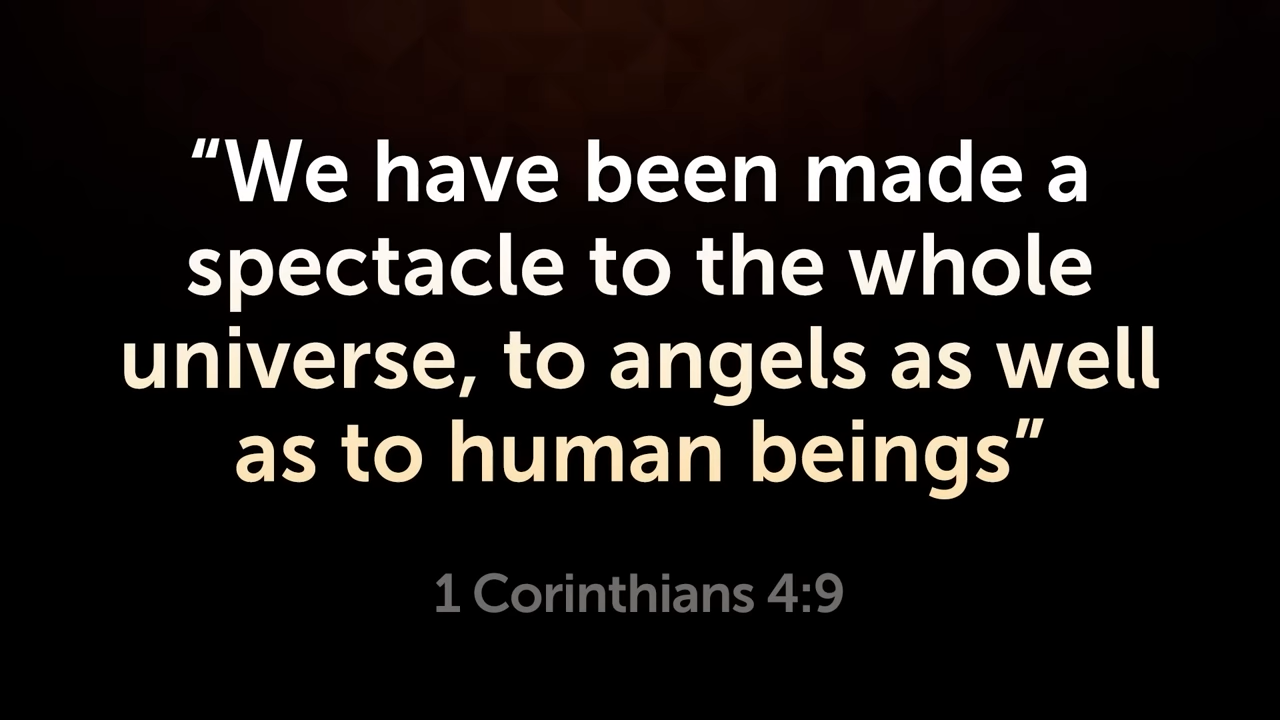 “We have been made a
spectacle to the whole
universe, to angels as well
as to human beings”
1 Corinthians 4:9